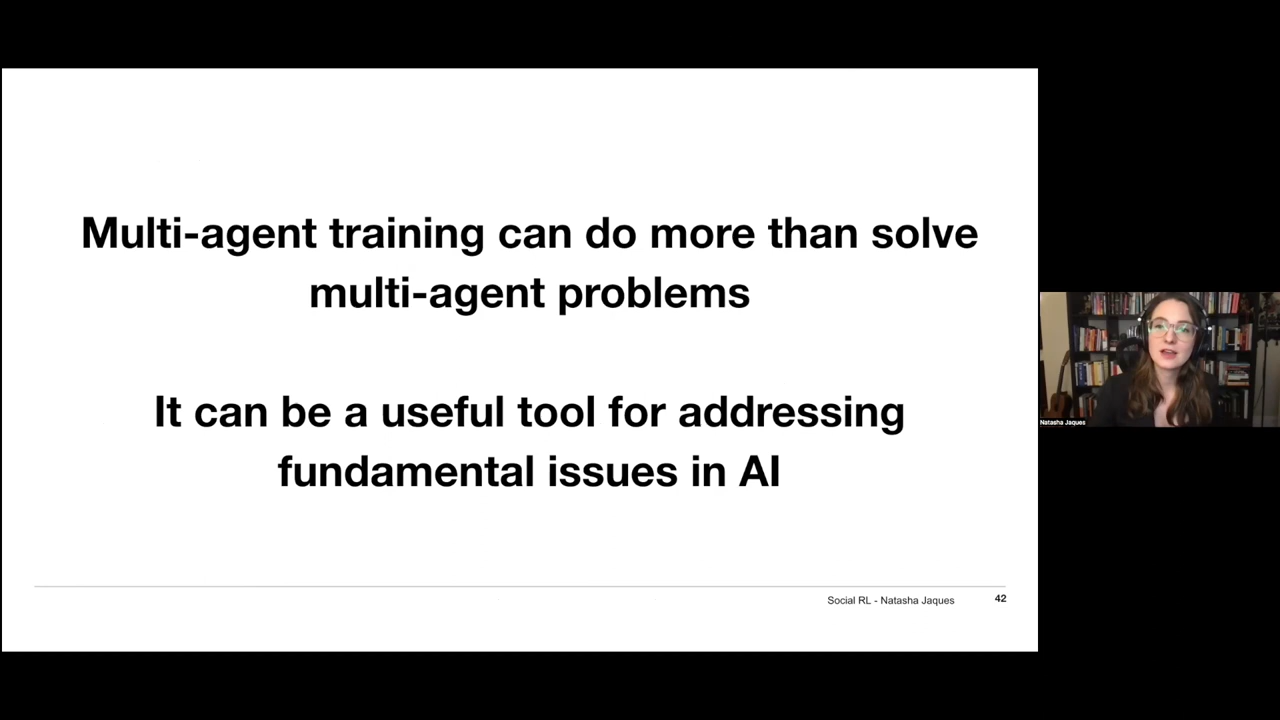 Multi-agent training can do more than solve
multi-agent problems
It can be a useful tool for addressing
fundamental issues in AI
Social RL - Natasha Jaques
42
Natasha Jaques